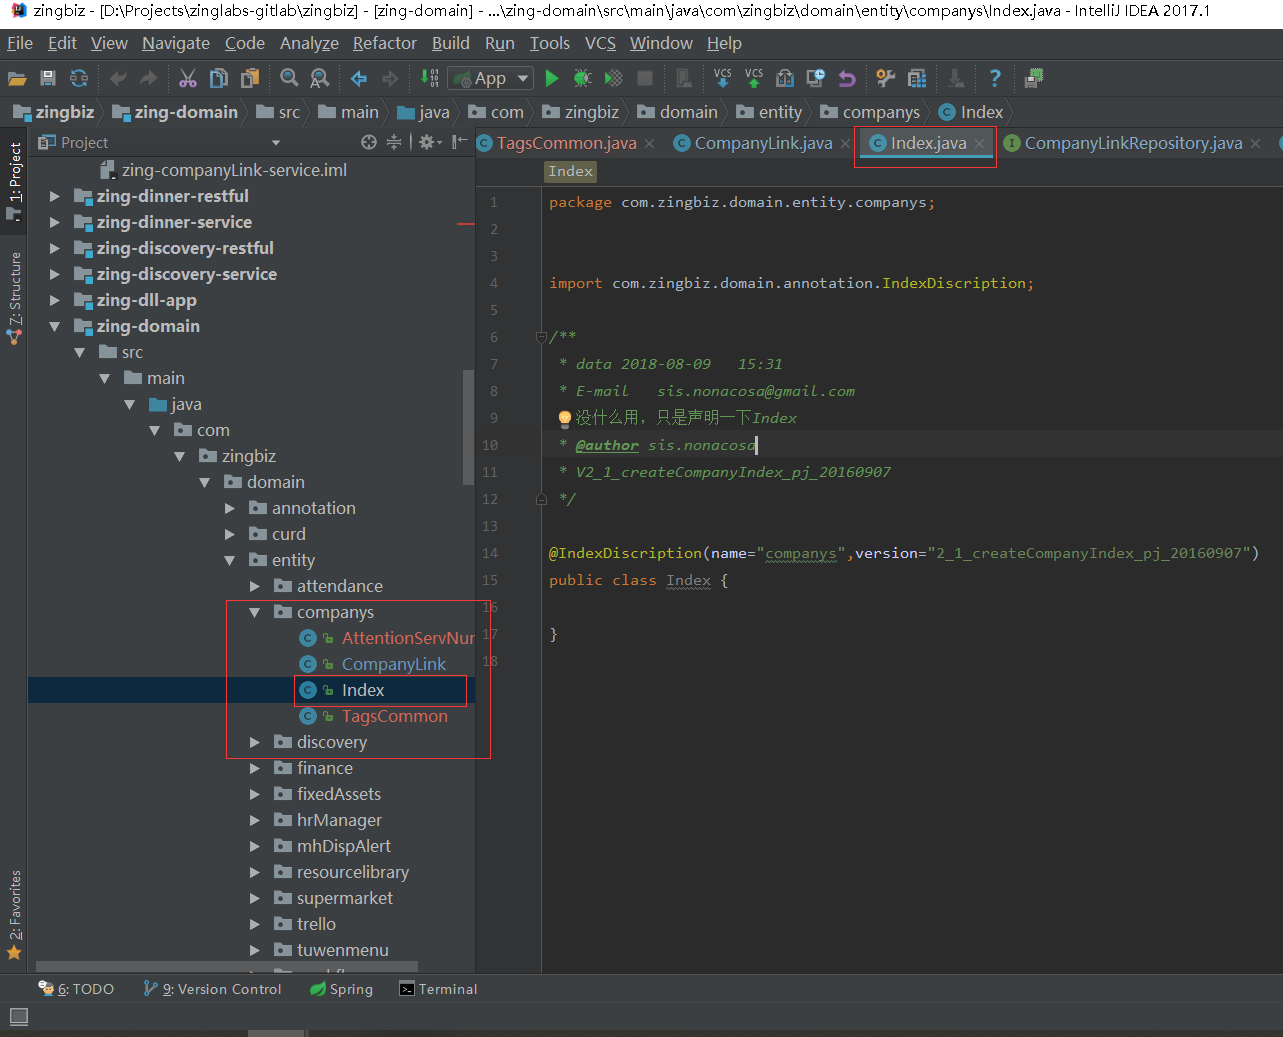 zingbiz - [D:\Projects\zinglabs-gitlab\zingbiz] - [zing-domain] - ...\zing-domain\src\main\java\com\zingbiz\domain\entity\companys\Index.java - IntelliJ IDEA 2017.1
File Edit View Navigate Code Analyze Refactor Build Run Tools VCS Window Help
App VCS VCS
zingbiz zing-domain src main java com zingbiz domain entity companys Index
Project
TagsCommon.java CompanyLink.java Index.java CompanyLinkRepository.java
1: Project
Z: Structure
2: Favorites
zing-companyLink-service.iml
zing-dinner-restful
zing-dinner-service
zing-discovery-restful
zing-discovery-service
zing-dll-app
zing-domain
src
main
java
com
zingbiz
domain
annotation
curd
entity
attendance
companys
AttentionServNur
CompanyLink
Index
TagsCommon
discovery
finance
fixedAssets
hrManager
mhDispAlert
resourcelibrary
supermarket
trello
tuwenmenu
Index
1 package com.zingbiz.domain.entity.companys;
2
3
4 import com.zingbiz.domain.annotation.IndexDiscription;
5
6 /**
7 * data 2018-08-09   15:31
8 * E-mail   sis.nonacosa@gmail.com
9 没什么用，只是声明一下Index
10 * @author sis.nonacosa
11 * V2_1_createCompanyIndex_pj_20160907
12 */
13
14 @IndexDiscription(name="companys",version="2_1_createCompanyIndex_pj_20160907")
15 public class Index {
16
17 }
18
6: TODO 9: Version Control Spring Terminal